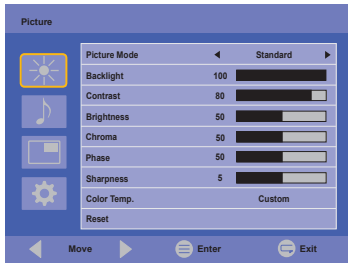 Picture
Picture Mode Standard
Backlight 100
Contrast 80
Brightness 50
Chroma 50
Phase 50
Sharpness 5
Color Temp. Custom
Reset
Move Enter Exit